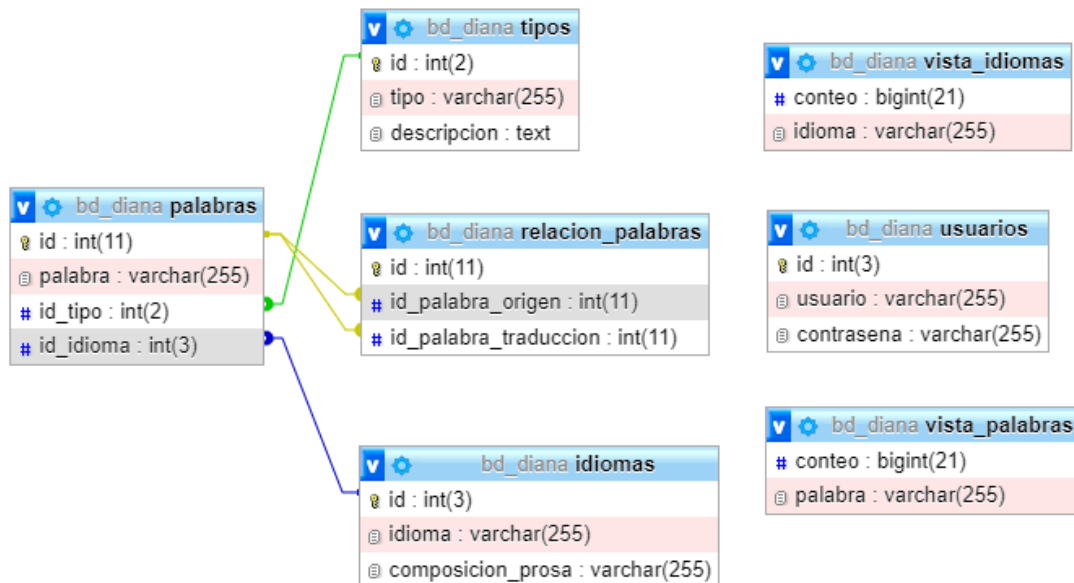 bd_diana tipos
id : int(2)
tipo : varchar(255)
descripcion : text
bd_diana vista_idiomas
# conteo : bigint(21)
idioma : varchar(255)
bd_diana palabras
id : int(11)
palabra : varchar(255)
# id_tipo : int(2)
# id_idioma : int(3)
bd_diana relacion_palabras
id : int(11)
# id_palabra_origen : int(11)
# id_palabra_traduccion : int(11)
bd_diana usuarios
id : int(3)
usuario : varchar(255)
contrasena : varchar(255)
bd_diana idiomas
id : int(3)
idioma : varchar(255)
composicion_prosa : varchar(255)
bd_diana vista_palabras
# conteo : bigint(21)
palabra : varchar(255)